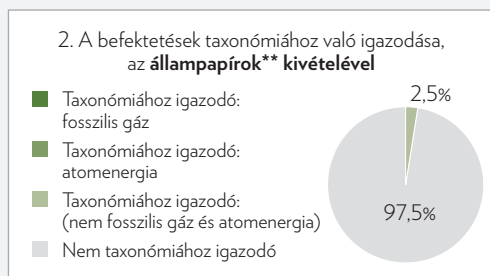 2. A befektetések taxonómiához való igazodása,
az állampapírok** kivételével
Taxonómiához igazodó:
fosszilis gáz
Taxonómiához igazodó:
atomenergia
Taxonómiához igazodó:
(nem fosszilis gáz és atomenergia)
Nem taxonómiához igazodó
2,5%
97,5%